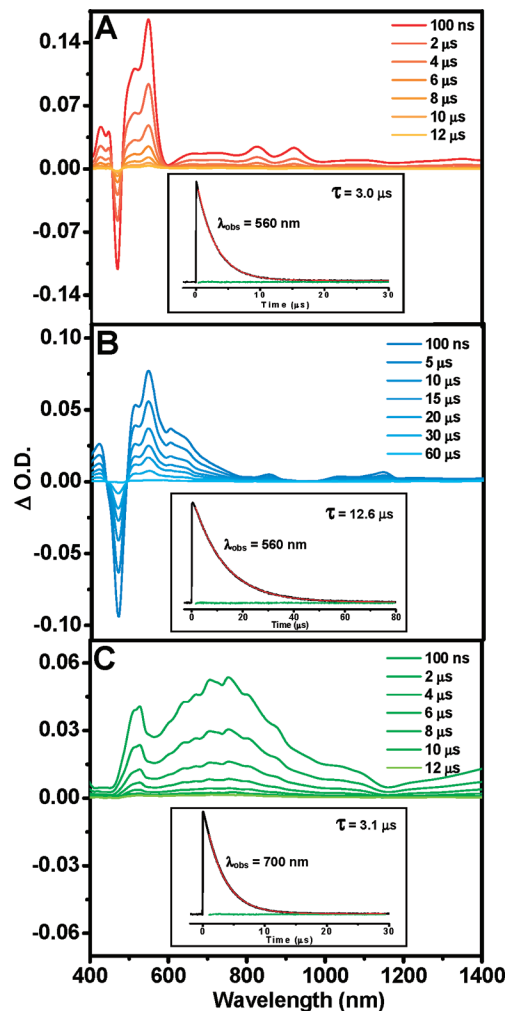 A
0.14
0.07
0.00
-0.07
-0.14
100 ns
2 μs
4 μs
6 μs
8 μs
10 μs
12 μs
τ = 3.0 μs
λobs = 560 nm
0 10 20 30
Time (μs)
B
0.10
0.05
0.00
-0.05
-0.10
100 ns
5 μs
10 μs
15 μs
20 μs
30 μs
60 μs
τ = 12.6 μs
λobs = 560 nm
0 20 40 60 80
Time (μs)
Δ O.D.
C
0.06
0.03
0.00
-0.03
-0.06
100 ns
2 μs
4 μs
6 μs
8 μs
10 μs
12 μs
τ = 3.1 μs
λobs = 700 nm
0 10 20 30
Time (μs)
400 600 800 1000 1200 1400
Wavelength (nm)